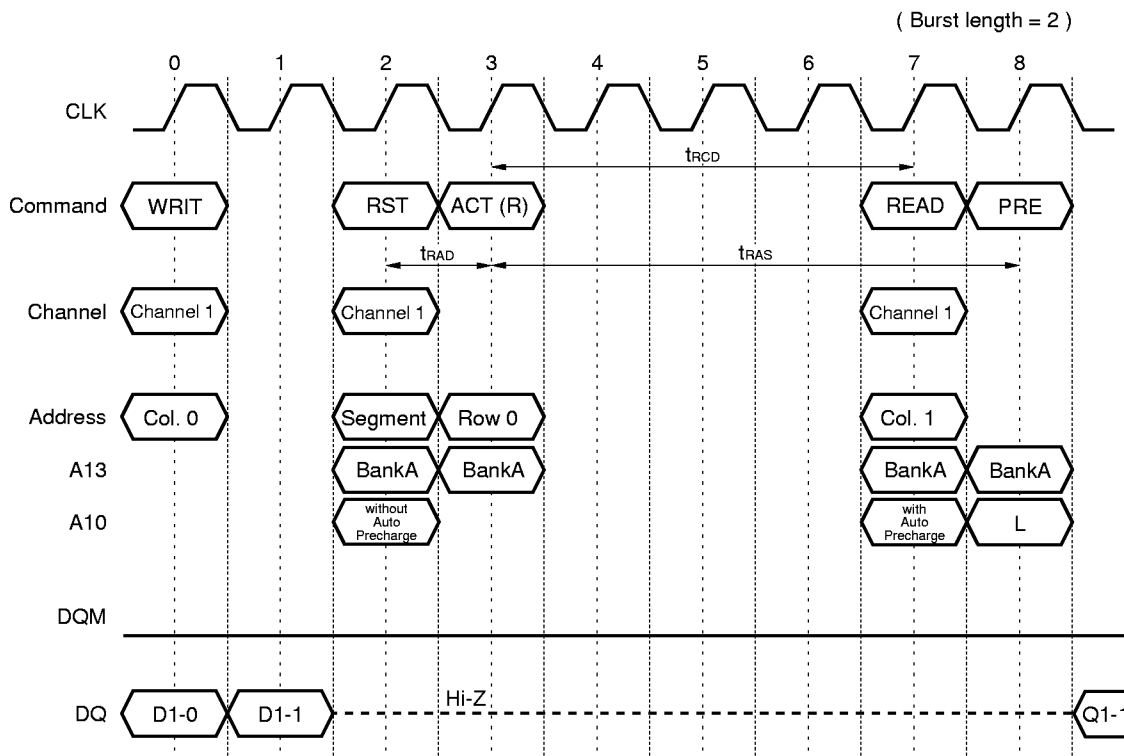 ( Burst length = 2 )
0 1 2 3 4 5 6 7 8
CLK
tRCD
Command WRIT RST ACT (R) READ PRE
tRAD tRAS
Channel Channel 1 Channel 1 Channel 1
Address Col. 0 Segment Row 0 Col. 1
A13 BankA BankA BankA BankA
A10 without Auto Precharge with Auto Precharge L
DQM
Hi-Z
DQ D1-0 D1-1 Q1-1